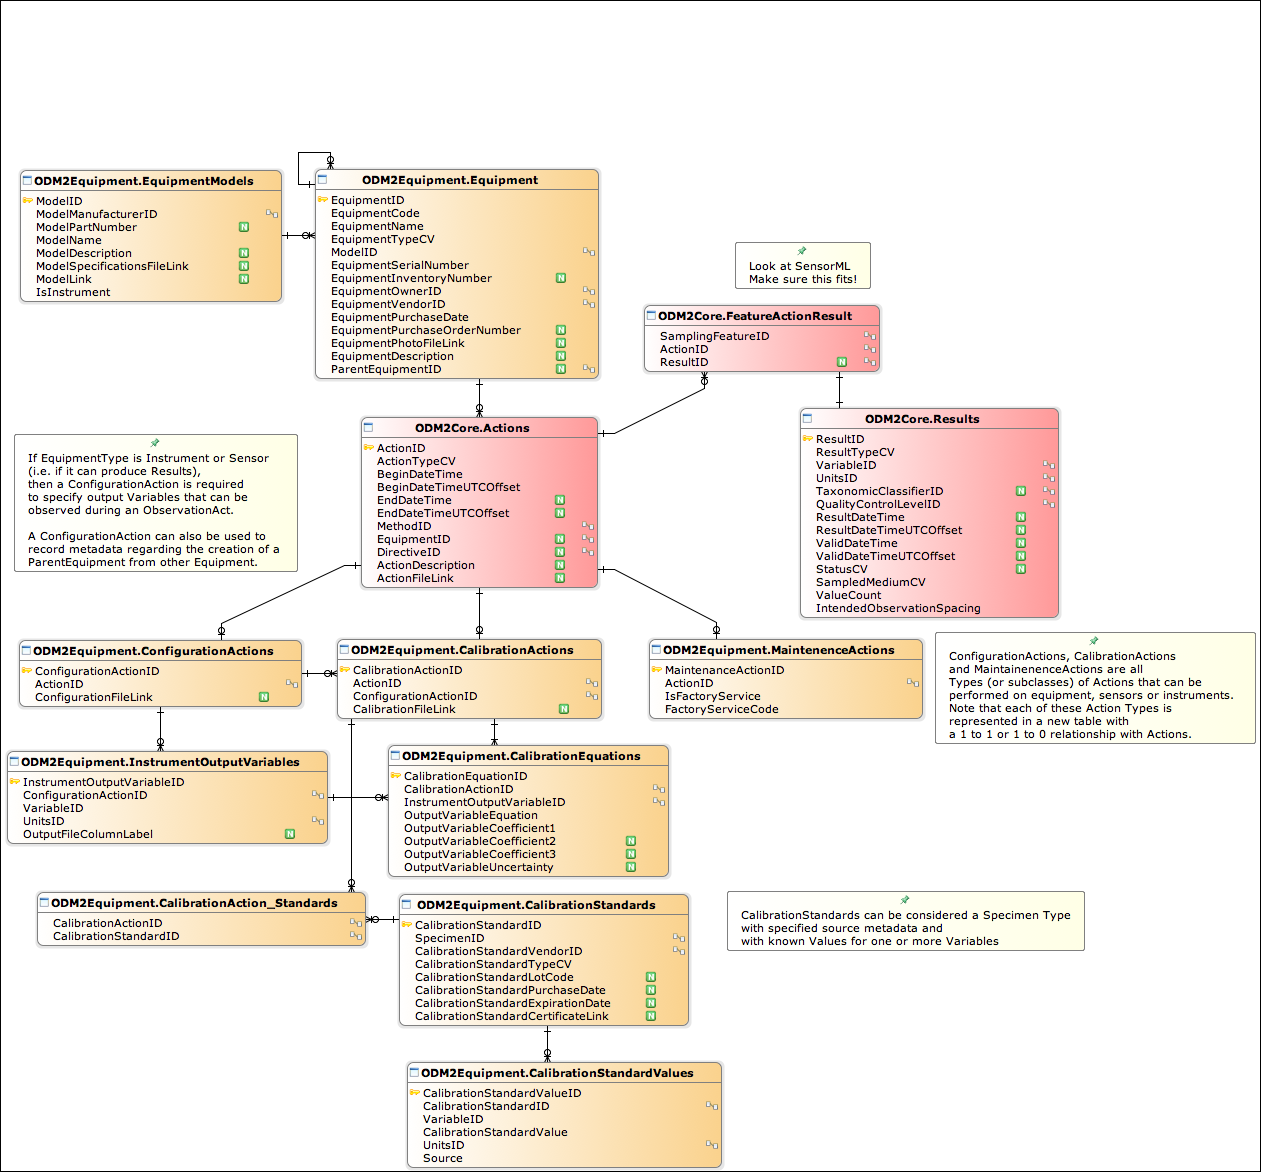 ODM2Equipment.EquipmentModels
ModelID
ModelManufacturerID
ModelPartNumber N
ModelName
ModelDescription N
ModelSpecificationsFileLink N
ModelLink N
IsInstrument
ODM2Equipment.Equipment
EquipmentID
EquipmentCode
EquipmentName
EquipmentTypeCV
ModelID
EquipmentSerialNumber
EquipmentInventoryNumber N
EquipmentOwnerID
EquipmentVendorID
EquipmentPurchaseDate
EquipmentPurchaseOrderNumber N
EquipmentPhotoFileLink N
EquipmentDescription N
ParentEquipmentID N
Look at SensorML
Make sure this fits!
ODM2Core.FeatureActionResult
SamplingFeatureID
ActionID
ResultID N
ODM2Core.Results
ResultID
ResultTypeCV
VariableID
UnitsID
TaxonomicClassifierID N
QualityControlLevelID
ResultDateTime N
ResultDateTimeUTCOffset N
ValidDateTime N
ValidDateTimeUTCOffset N
StatusCV N
SampledMediumCV
ValueCount
IntendedObservationSpacing
ODM2Core.Actions
ActionID
ActionTypeCV
BeginDateTime
BeginDateTimeUTCOffset
EndDateTime N
EndDateTimeUTCOffset N
MethodID
EquipmentID N
DirectiveID N
ActionDescription N
ActionFileLink N
If EquipmentType is Instrument or Sensor
(i.e. if it can produce Results),
then a ConfigurationAction is required
to specify output Variables that can be
observed during an ObservationAct.
A ConfigurationAction can also be used to
record metadata regarding the creation of a
ParentEquipment from other Equipment.
ODM2Equipment.ConfigurationActions
ConfigurationActionID
ActionID
ConfigurationFileLink N
ODM2Equipment.CalibrationActions
CalibrationActionID
ActionID
ConfigurationActionID
CalibrationFileLink N
ODM2Equipment.MaintenenceActions
MaintenanceActionID
ActionID
IsFactoryService
FactoryServiceCode
ConfigurationActions, CalibrationActions
and MaintainenenceActions are all
Types (or subclasses) of Actions that can be
performed on equipment, sensors or instruments.
Note that each of these Action Types is
represented in a new table with
a 1 to 1 or 1 to 0 relationship with Actions.
ODM2Equipment.InstrumentOutputVariables
InstrumentOutputVariableID
ConfigurationActionID
VariableID
UnitsID
OutputFileColumnLabel N
ODM2Equipment.CalibrationEquations
CalibrationEquationID
CalibrationActionID
InstrumentOutputVariableID
OutputVariableEquation
OutputVariableCoefficient1
OutputVariableCoefficient2 N
OutputVariableCoefficient3 N
OutputVariableUncertainty N
ODM2Equipment.CalibrationAction_Standards
CalibrationActionID
CalibrationStandardID
ODM2Equipment.CalibrationStandards
CalibrationStandardID
SpecimenID
CalibrationStandardVendorID
CalibrationStandardTypeCV
CalibrationStandardLotCode N
CalibrationStandardPurchaseDate N
CalibrationStandardExpirationDate N
CalibrationStandardCertificateLink N
CalibrationStandards can be considered a Specimen Type
with specified source metadata and
with known Values for one or more Variables
ODM2Equipment.CalibrationStandardValues
CalibrationStandardValueID
CalibrationStandardID
VariableID
CalibrationStandardValue
UnitsID
Source